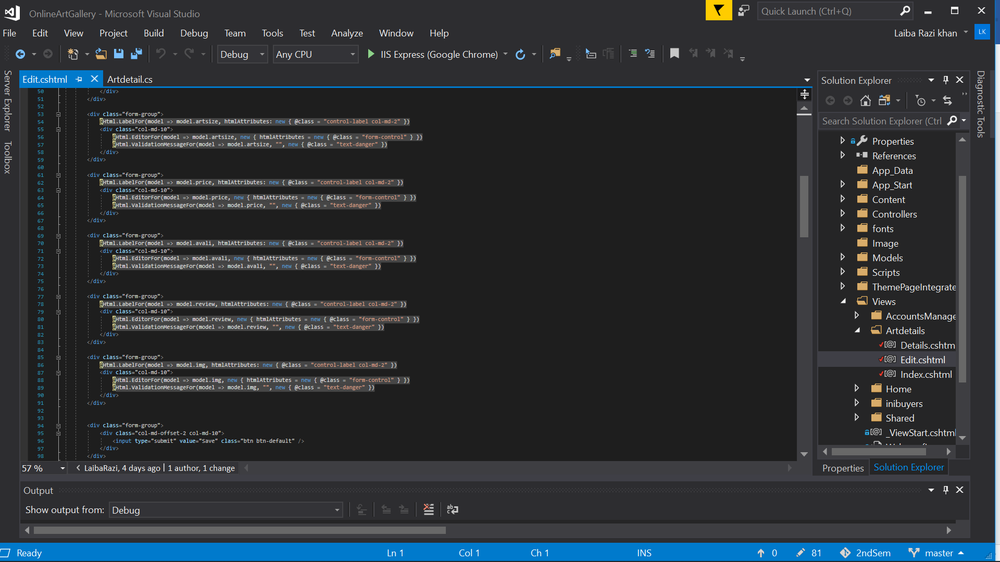 OnlineArtGallery - Microsoft Visual Studio
Quick Launch (Ctrl+Q)
File Edit View Project Build Debug Team Tools Test Analyze Window Help
Laiba Razi khan LK
Debug Any CPU IIS Express (Google Chrome)
Server Explorer
Toolbox
Edit.cshtml Artdetail.cs
50 </div>
51 </div>
52
53 <div class="form-group">
54 @Html.LabelFor(model => model.artsize, htmlAttributes: new { @class = "control-label col-md-2" })
55 <div class="col-md-10">
56 @Html.EditorFor(model => model.artsize, new { htmlAttributes = new { @class = "form-control" } })
57 @Html.ValidationMessageFor(model => model.artsize, "", new { @class = "text-danger" })
58 </div>
59 </div>
60
61 <div class="form-group">
62 @Html.LabelFor(model => model.price, htmlAttributes: new { @class = "control-label col-md-2" })
63 <div class="col-md-10">
64 @Html.EditorFor(model => model.price, new { htmlAttributes = new { @class = "form-control" } })
65 @Html.ValidationMessageFor(model => model.price, "", new { @class = "text-danger" })
66 </div>
67 </div>
68
69 <div class="form-group">
70 @Html.LabelFor(model => model.avali, htmlAttributes: new { @class = "control-label col-md-2" })
71 <div class="col-md-10">
72 @Html.EditorFor(model => model.avali, new { htmlAttributes = new { @class = "form-control" } })
73 @Html.ValidationMessageFor(model => model.avali, "", new { @class = "text-danger" })
74 </div>
75 </div>
76
77 <div class="form-group">
78 @Html.LabelFor(model => model.review, htmlAttributes: new { @class = "control-label col-md-2" })
79 <div class="col-md-10">
80 @Html.EditorFor(model => model.review, new { htmlAttributes = new { @class = "form-control" } })
81 @Html.ValidationMessageFor(model => model.review, "", new { @class = "text-danger" })
82 </div>
83 </div>
84
85 <div class="form-group">
86 @Html.LabelFor(model => model.img, htmlAttributes: new { @class = "control-label col-md-2" })
87 <div class="col-md-10">
88 @Html.EditorFor(model => model.img, new { htmlAttributes = new { @class = "form-control" } })
89 @Html.ValidationMessageFor(model => model.img, "", new { @class = "text-danger" })
90 </div>
91 </div>
92
93
94 <div class="form-group">
95 <div class="col-md-offset-2 col-md-10">
96 <input type="submit" value="Save" class="btn btn-default" />
97 </div>
98 </div>
57 % LaibaRazi, 4 days ago | 1 author, 1 change
Solution Explorer
Search Solution Explorer (Ctrl
Properties
References
App_Data
App_Start
Content
Controllers
fonts
Image
Models
Scripts
ThemePageIntegrate
Views
AccountsManage
Artdetails
Details.cshtm
Edit.cshtml
Index.cshtml
Home
inibuyers
Shared
_ViewStart.cshtml
Properties Solution Explorer
Diagnostic Tools
Output
Show output from: Debug
Ready Ln 1 Col 1 Ch 1 INS 0 81 2ndSem master